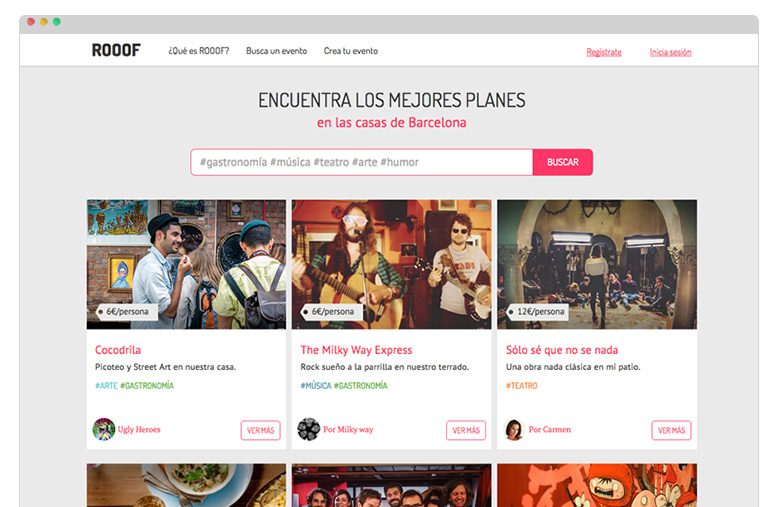 ROOOF
¿Qué es ROOOF? Busca un evento Crea tu evento Regístrate Inicia sesión
ENCUENTRA LOS MEJORES PLANES
en las casas de Barcelona
#gastronomía #música #teatro #arte #humor BUSCAR
6€/persona
6€/persona
12€/persona
Cocodrila
Picoteo y Street Art en nuestra casa.
#ARTE #GASTRONOMÍA
Ugly Heroes VER MÁS
The Milky Way Express
Rock sueño a la parrilla en nuestro terrado.
#MÚSICA #GASTRONOMÍA
Por Milky way VER MÁS
Sólo sé que no se nada
Una obra nada clásica en mi patio.
#TEATRO
Por Carmen VER MÁS